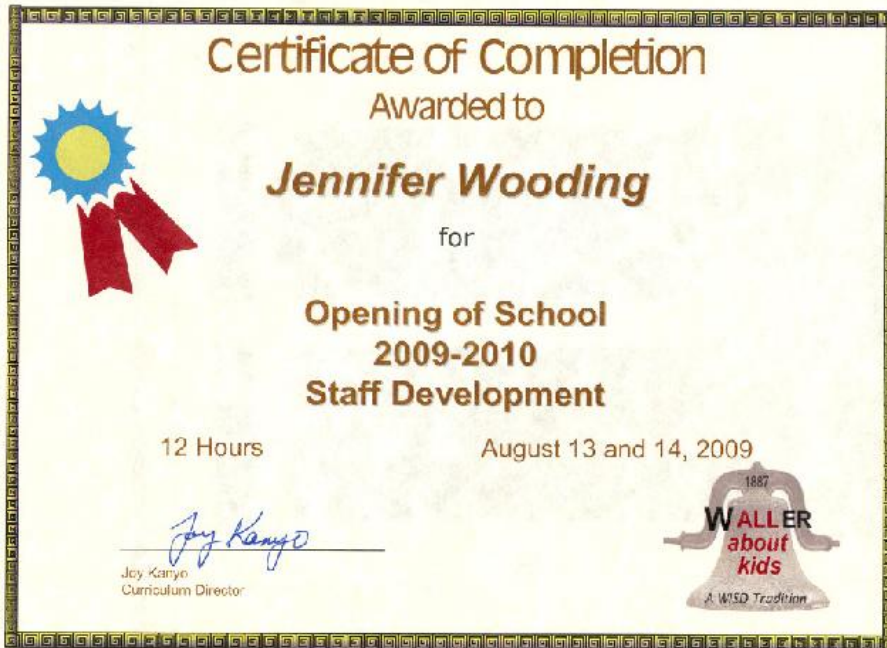 Certificate of Completion
Awarded to
Jennifer Wooding
for
Opening of School
2009-2010
Staff Development
12 Hours
August 13 and 14, 2009
Joy Kanyo
Joy Kanyo
Curriculum Director
1887
WALLER
about
kids
A WISD Tradition